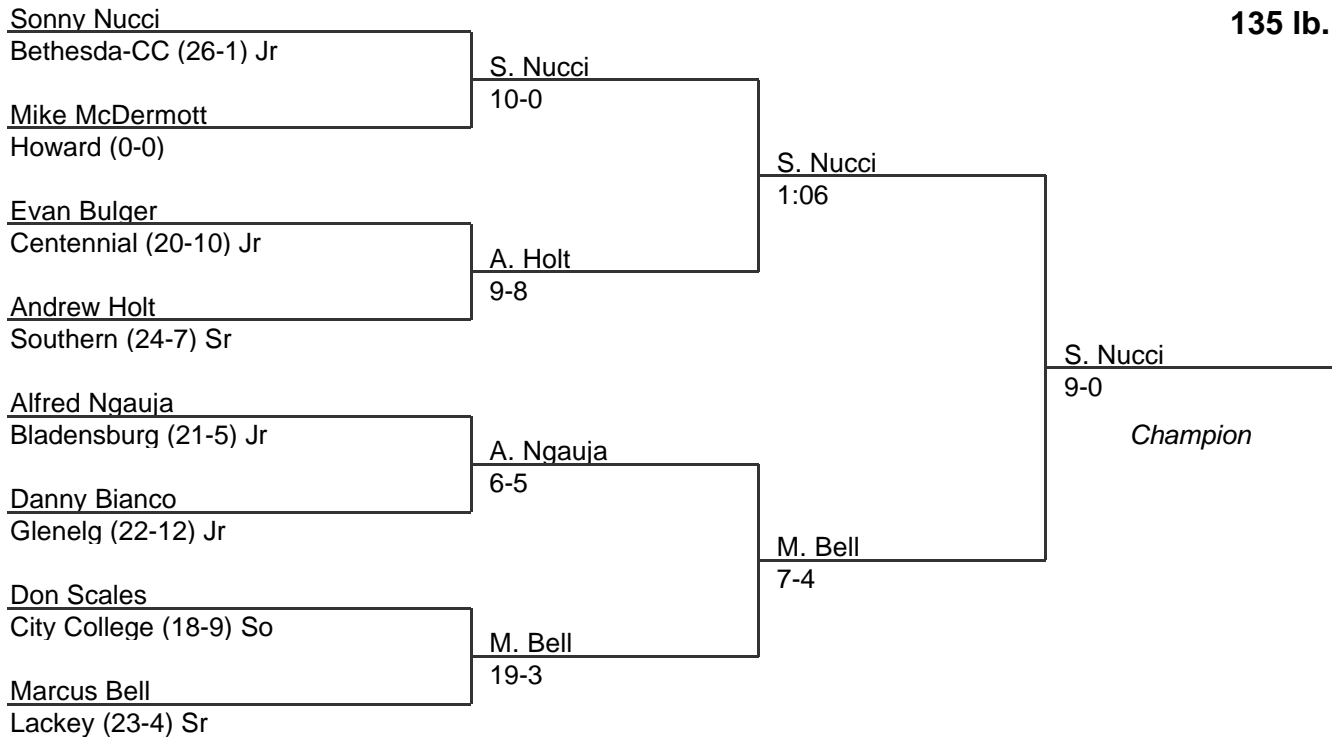 135 lb.
Sonny Nucci
Bethesda-CC (26-1) Jr
S. Nucci
10-0
Mike McDermott
Howard (0-0)
S. Nucci
1:06
Evan Bulger
Centennial (20-10) Jr
A. Holt
9-8
Andrew Holt
Southern (24-7) Sr
S. Nucci
9-0
Champion
Alfred Ngauja
Bladensburg (21-5) Jr
A. Ngauja
6-5
Danny Bianco
Glenelg (22-12) Jr
M. Bell
7-4
Don Scales
City College (18-9) So
M. Bell
19-3
Marcus Bell
Lackey (23-4) Sr